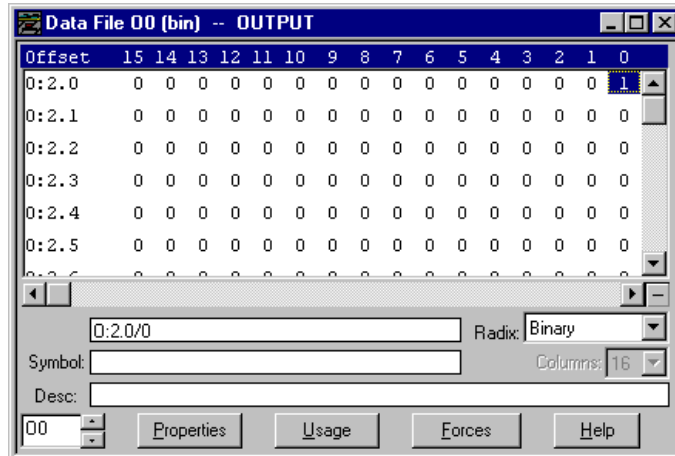 Data File O0 (bin) -- OUTPUT
Offset 15 14 13 12 11 10 9 8 7 6 5 4 3 2 1 0
O:2.0 0 0 0 0 0 0 0 0 0 0 0 0 0 0 0 1
O:2.1 0 0 0 0 0 0 0 0 0 0 0 0 0 0 0 0
O:2.2 0 0 0 0 0 0 0 0 0 0 0 0 0 0 0 0
O:2.3 0 0 0 0 0 0 0 0 0 0 0 0 0 0 0 0
O:2.4 0 0 0 0 0 0 0 0 0 0 0 0 0 0 0 0
O:2.5 0 0 0 0 0 0 0 0 0 0 0 0 0 0 0 0
O:2.0/0 Radix: Binary
Symbol: Columns: 16
Desc:
O0 Properties Usage Forces Help